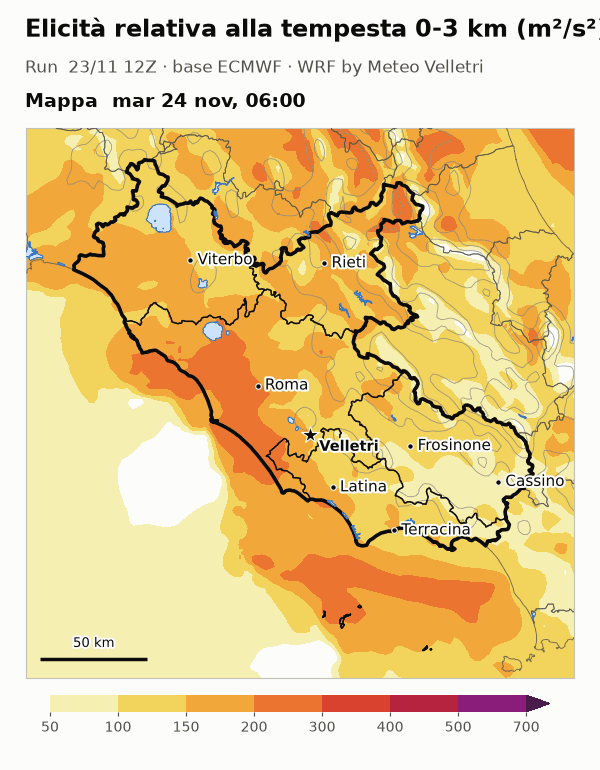 Elicità relativa alla tempesta 0-3 km (m²/s²)
Run 23/11 12Z · base ECMWF · WRF by Meteo Velletri
Mappa mar 24 nov, 06:00
Viterbo
Rieti
Roma
Velletri
Frosinone
Cassino
Latina
Terracina
50 km
50 100 150 200 300 400 500 700